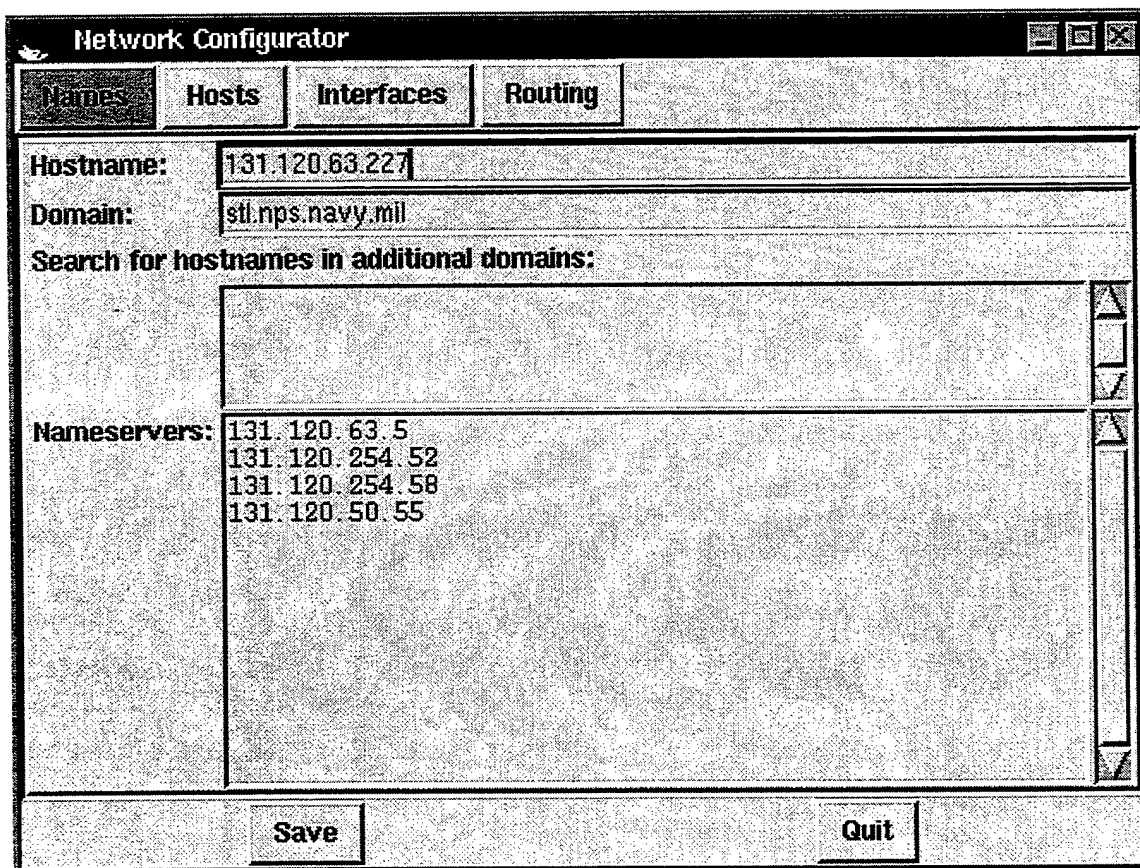 Network Configurator
Names Hosts Interfaces Routing
Hostname: 131.120.63.227
Domain: stl.nps.navy.mil
Search for hostnames in additional domains:
Nameservers: 131.120.63.5
131.120.254.52
131.120.254.58
131.120.50.55
Save Quit